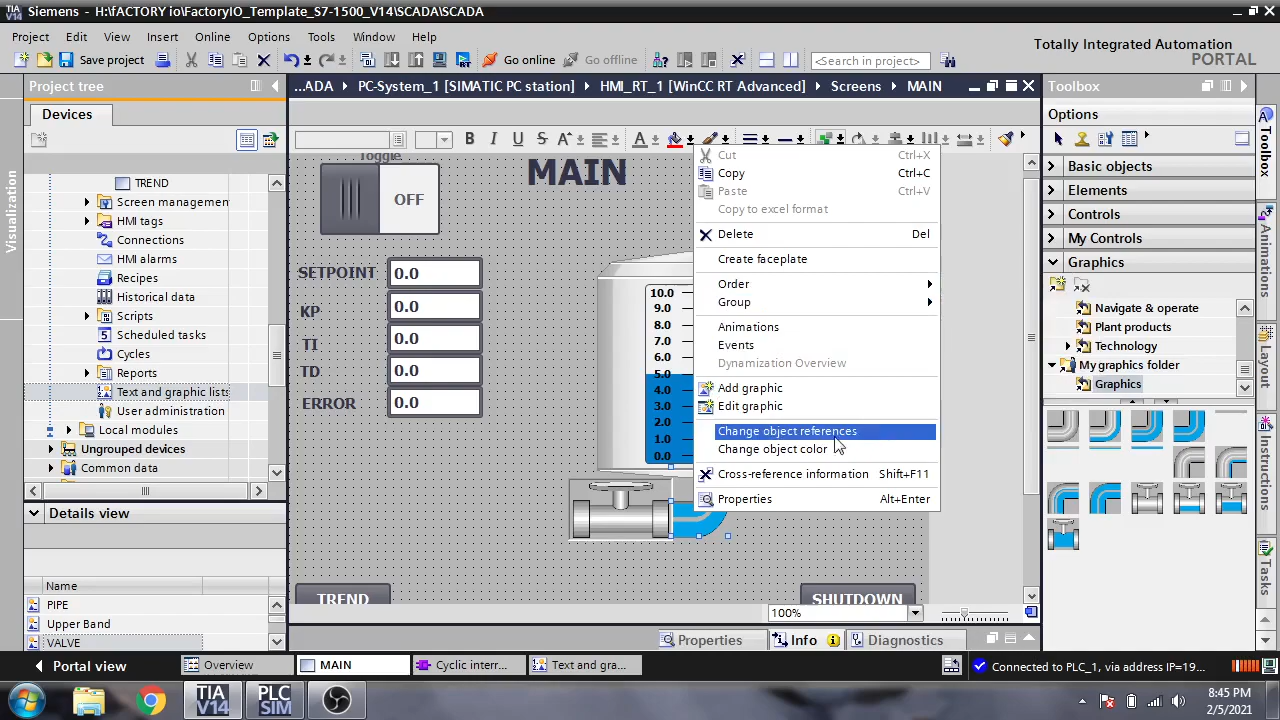 TIA V14 Siemens - H:\fACTORY io\FactoryIO_Template_S7-1500_V14\SCADA\SCADA
Project Edit View Insert Online Options Tools Window Help
Totally Integrated Automation
PORTAL
Save project
Go online
Go offline
<Search in project>
Project tree
...ADA PC-System_1 [SIMATIC PC station] HMI_RT_1 [WinCC RT Advanced] Screens MAIN
Toolbox
Devices
Options
Visualization
TREND
Screen managemen
HMI tags
Connections
HMI alarms
Recipes
Historical data
Scripts
Scheduled tasks
Cycles
Reports
Text and graphic list:
User administration
Local modules
Ungrouped devices
Common data
Details view
Name
PIPE
Upper Band
VALVE
B I U S A A
Toggle
OFF
MAIN
SETPOINT 0.0
KP 0.0
TI 0.0
TD 0.0
ERROR 0.0
10.0
9.0
8.0
7.0
6.0
5.0
4.0
3.0
2.0
1.0
0.0
TREND
SHUTDOWN
Cut Ctrl+X
Copy Ctrl+C
Paste Ctrl+V
Copy to excel format
Delete Del
Create faceplate
Order
Group
Animations
Events
Dynamization Overview
Add graphic
Edit graphic
Change object references
Change object color
Cross-reference information Shift+F11
Properties Alt+Enter
100%
Properties Info Diagnostics
Basic objects
Elements
Controls
My Controls
Graphics
Navigate & operate
Plant products
Technology
My graphics folder
Graphics
Toolbox
Animations
Layout
Instructions
Tasks
Portal view
Overview
MAIN
Cyclic interr...
Text and gra...
Connected to PLC_1, via address IP=19...
TIA V14
PLC SIM
8:45 PM
2/5/2021